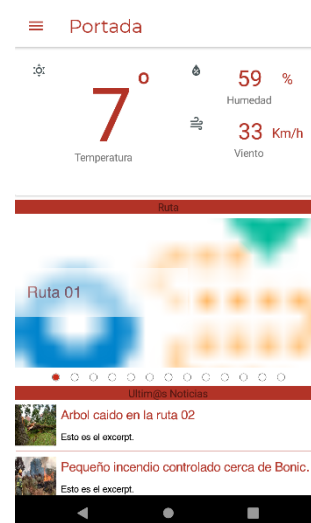 Portada
7°
Temperatura
59 %
Humedad
33 Km/h
Viento
Ruta
Ruta 01
Ultim@s Noticias
Arbol caido en la ruta 02
Esto es el excerpt.
Pequeño incendio controlado cerca de Bonic.
Esto es el excerpt.